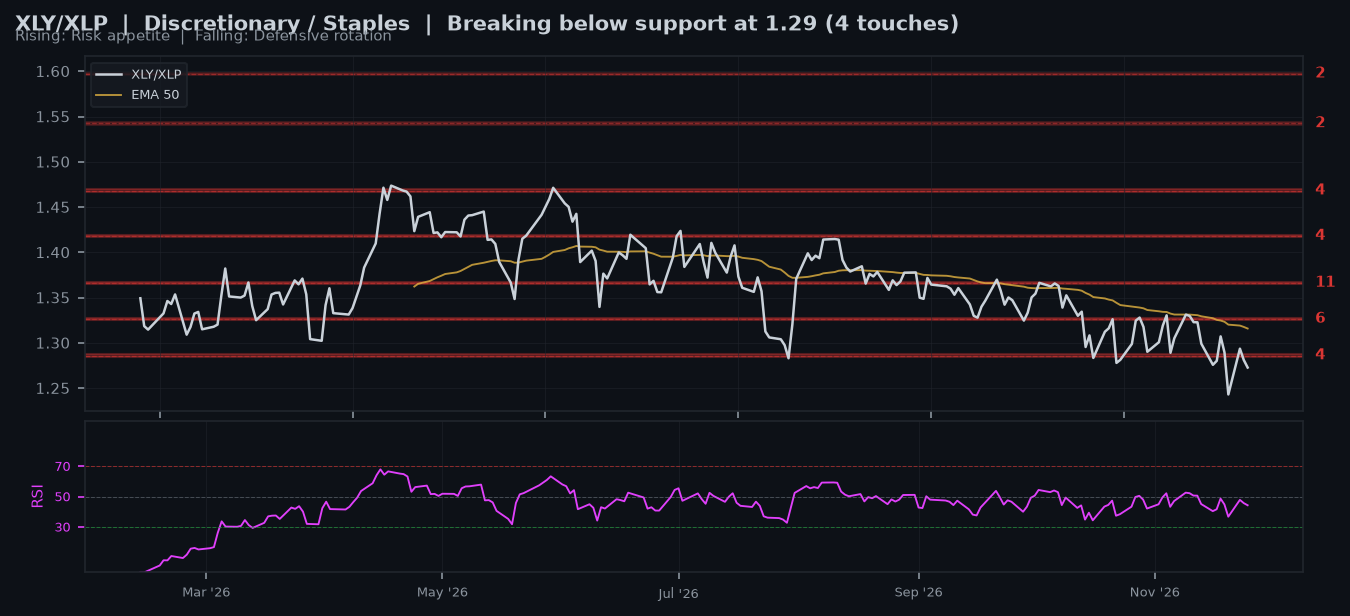 XLY/XLP | Discretionary / Staples | Breaking below support at 1.29 (4 touches)
Rising: Risk appetite | Falling: Defensive rotation
XLY/XLP
EMA 50
1.60
1.55
1.50
1.45
1.40
1.35
1.30
1.25
2
2
4
4
11
6
4
RSI
70
50
30
Mar '26
May '26
Jul '26
Sep '26
Nov '26